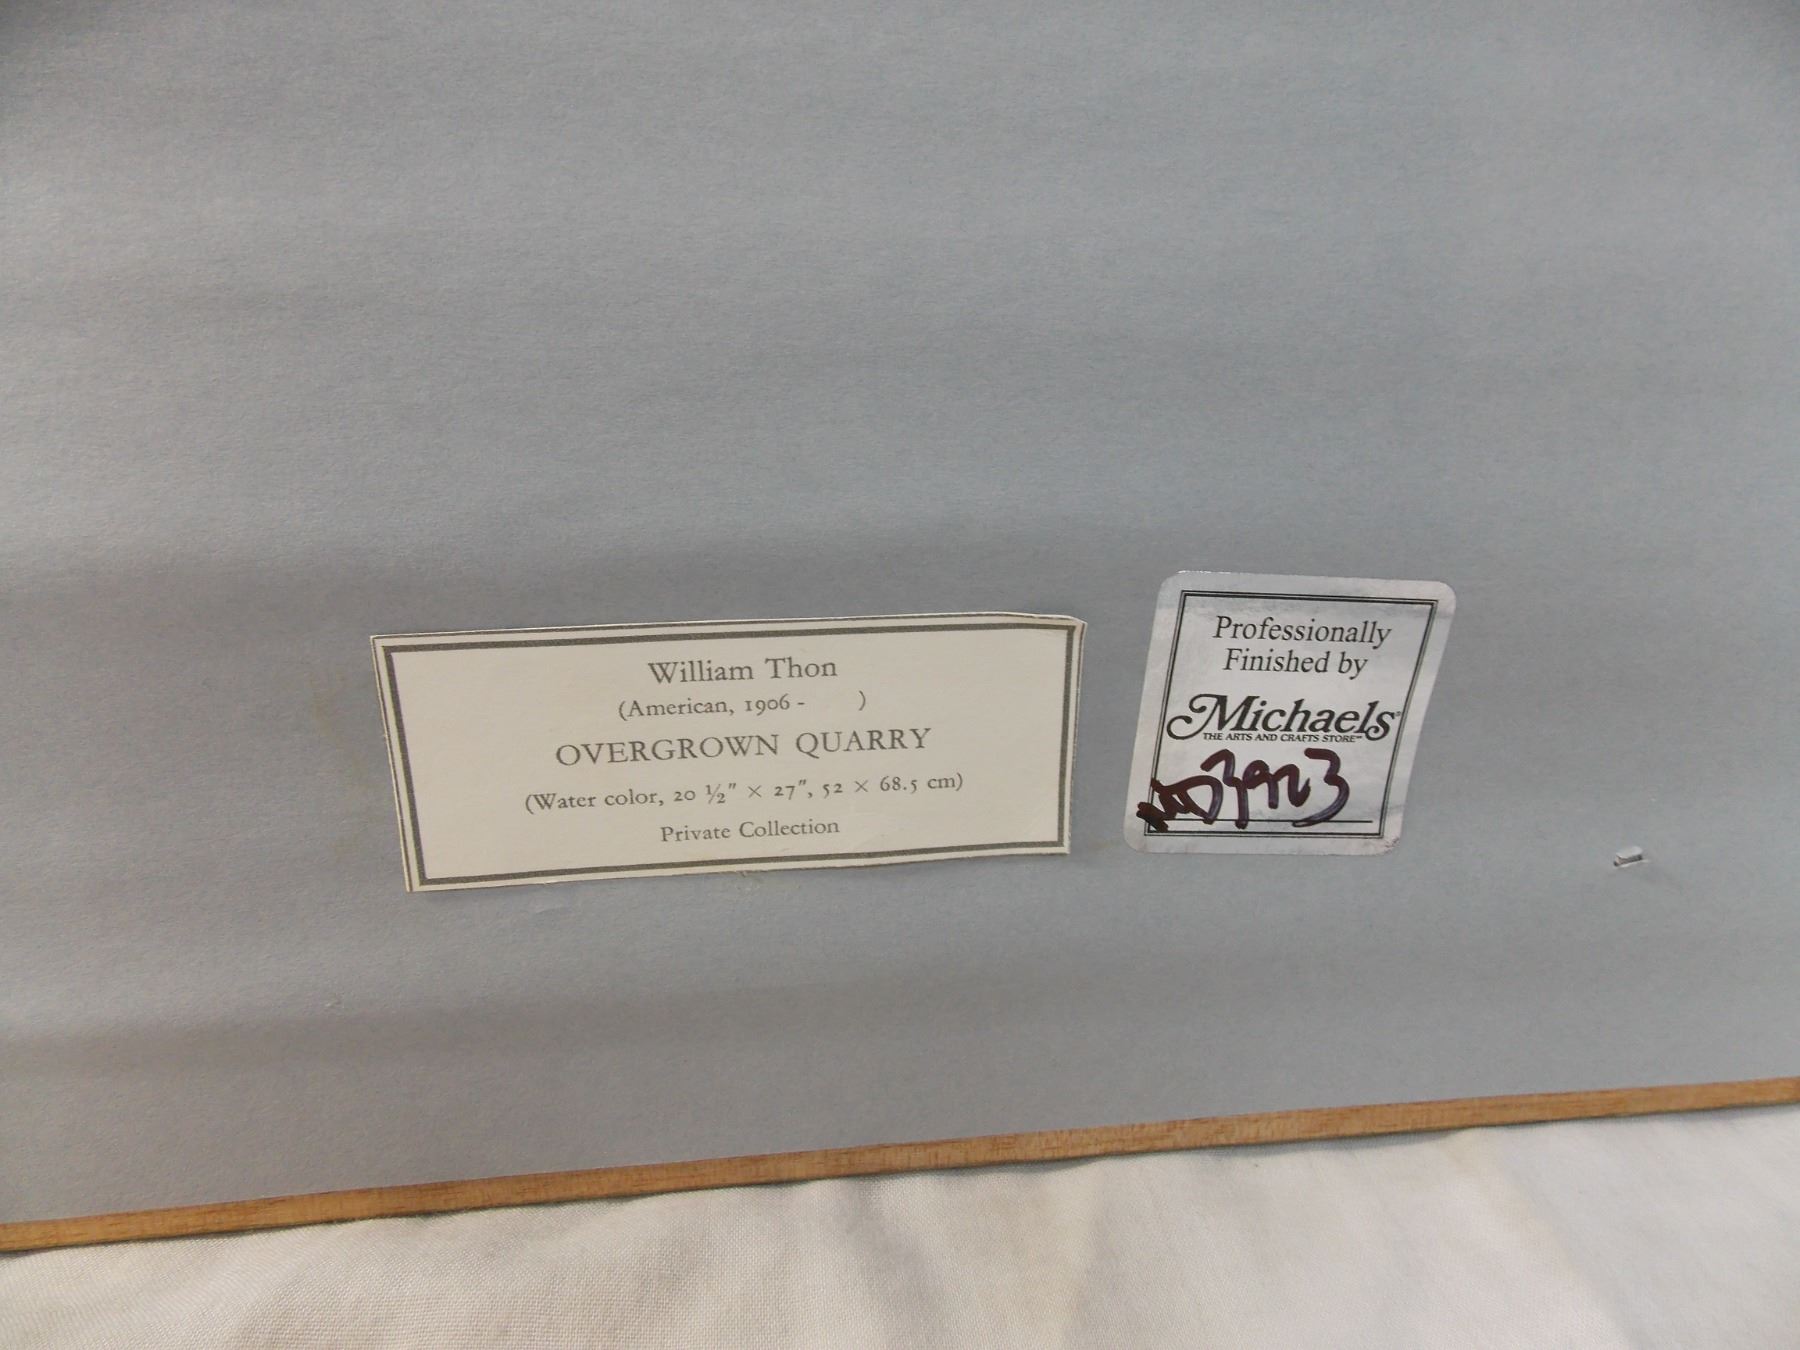 William Thon
(American, 1906 -      )
OVERGROWN QUARRY
(Water color, 20 ½" × 27", 52 × 68.5 cm)
Private Collection
Professionally
Finished by
Michaels
THE ARTS AND CRAFTS STORE